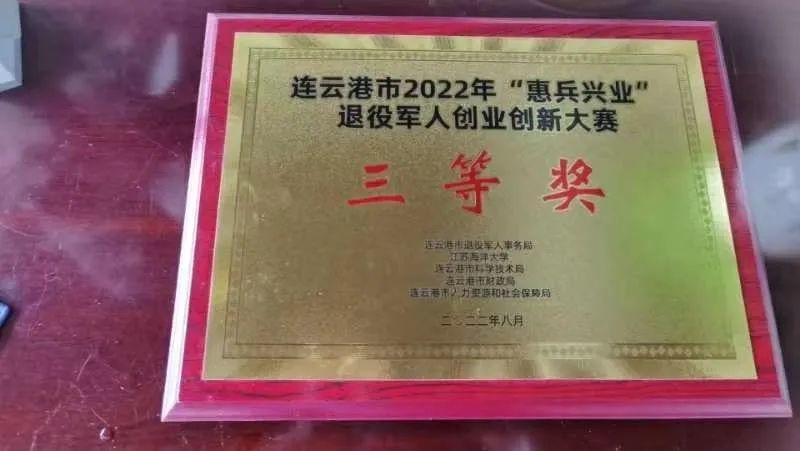 连云港市2022年“惠兵兴业”
退役军人创业创新大赛
三等奖
连云港市退役军人事务局
江苏海洋大学
连云港市科学技术局
连云港市财政局
连云港市人力资源和社会保障局
二〇二二年八月